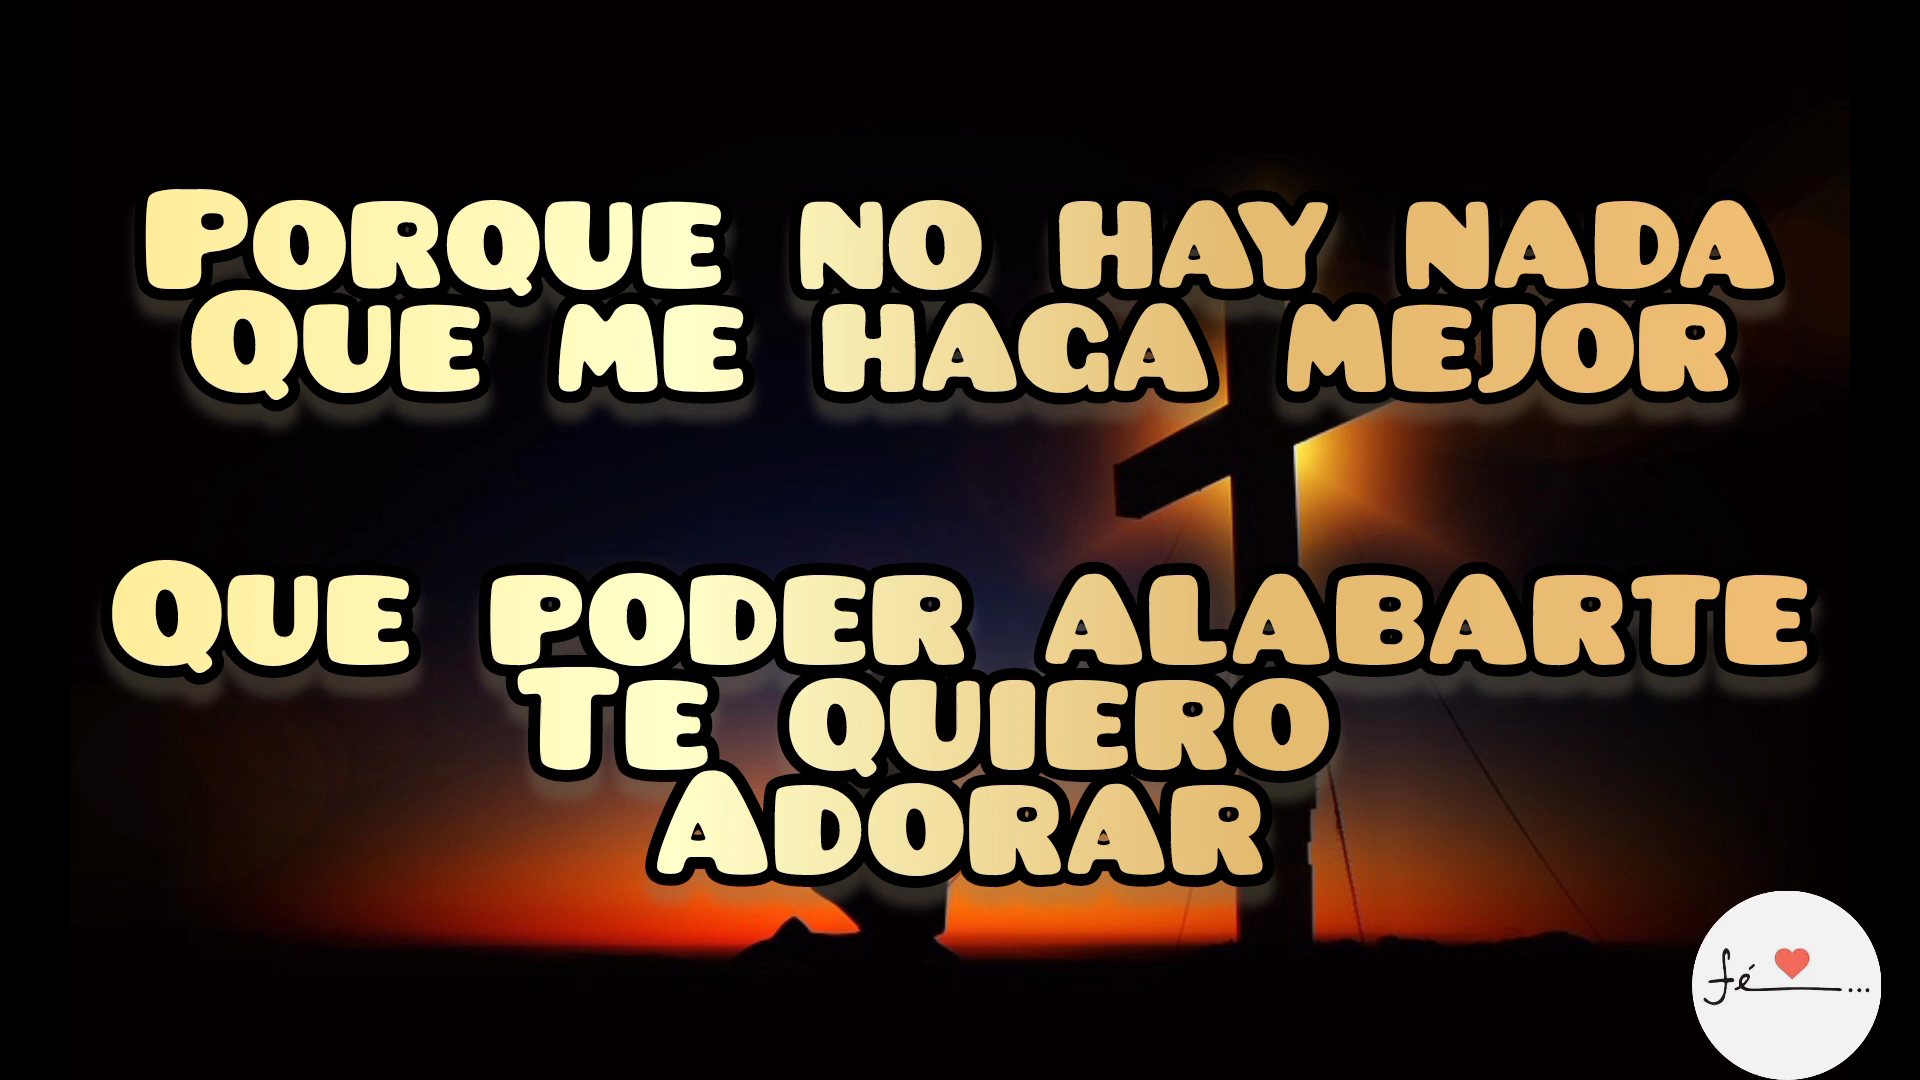 Porque no hay nada
Que me haga mejor
Que poder alabarte
Te quiero
Adorar
fé...